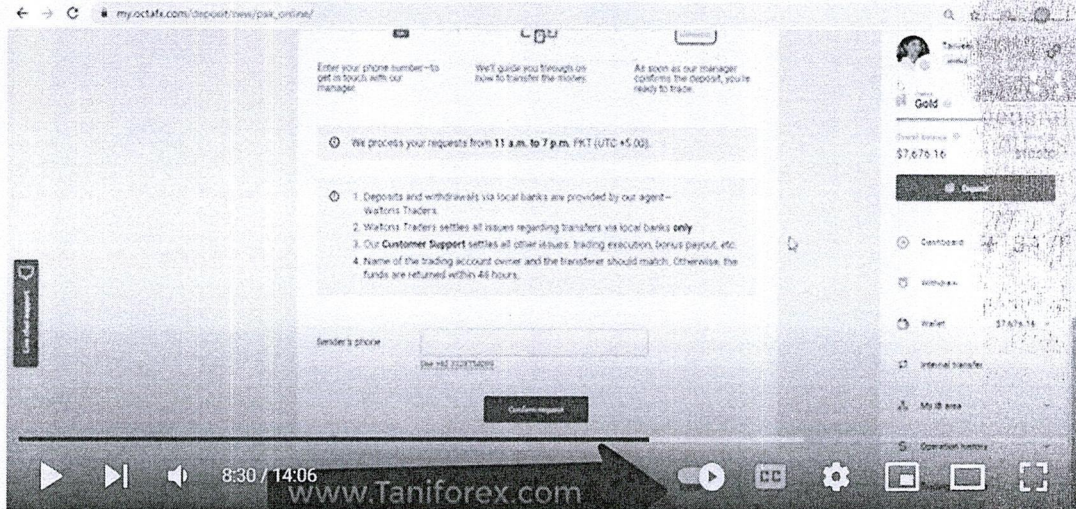 my.octafx.com/deposit/new/pak_online/
Enter your phone number—to
get in touch with our
manager.
We'll guide you through on
how to transfer the money.
As soon as our manager
confirms the deposit, you're
ready to trade.
We process your requests from 11 a.m. to 7 p.m. PKT (UTC +5:00).
1. Deposits and withdrawals via local banks are provided by our agent—
Waltons Traders.
2. Waltons Traders settles all issues regarding transfers via local banks only
3. Our Customer Support settles all other issues: trading execution, bonus payout, etc.
4. Name of the trading account owner and the transferer should match. Otherwise, the
funds are returned within 48 hours.
Sender's phone
Confirm request
Gold
$7,676.16
Deposit
Dashboard
Withdraw
Wallet
$7,676.16
Internal transfer
My IB area
Operation history
8:30 / 14:06
CC
www.Taniforex.com